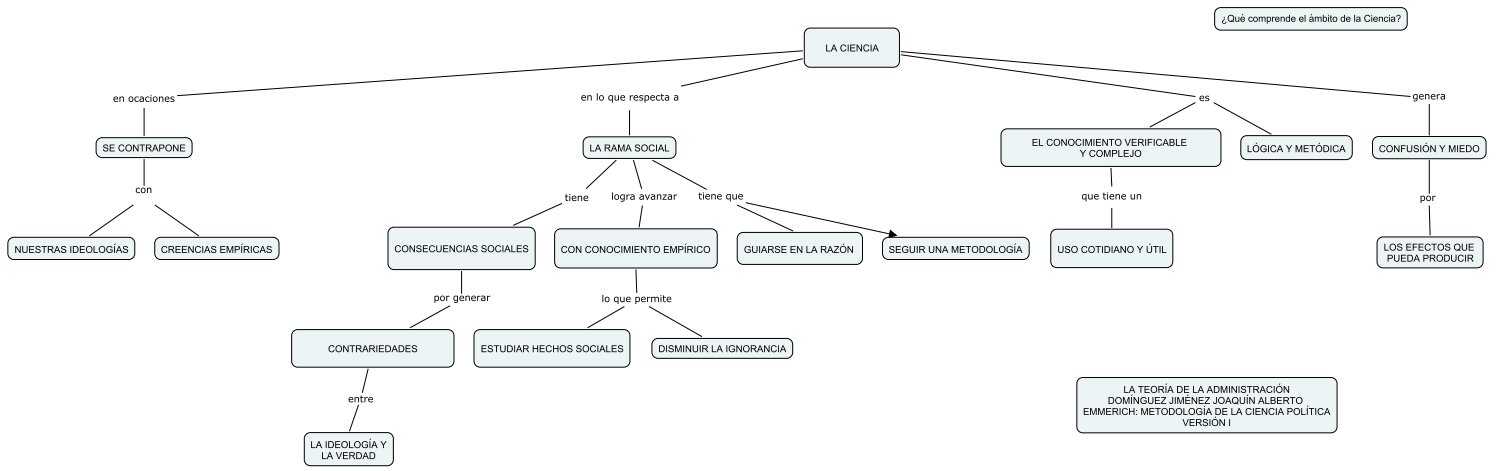 ¿Qué comprende el ámbito de la Ciencia?
LA CIENCIA
en ocaciones
en lo que respecta a
es
genera
SE CONTRAPONE
LA RAMA SOCIAL
EL CONOCIMIENTO VERIFICABLE
Y COMPLEJO
LÓGICA Y METÓDICA
CONFUSIÓN Y MIEDO
con
tiene
logra avanzar
tiene que
que tiene un
por
NUESTRAS IDEOLOGÍAS
CREENCIAS EMPÍRICAS
CONSECUENCIAS SOCIALES
CON CONOCIMIENTO EMPÍRICO
GUIARSE EN LA RAZÓN
SEGUIR UNA METODOLOGÍA
USO COTIDIANO Y ÚTIL
LOS EFECTOS QUE
PUEDA PRODUCIR
por generar
lo que permite
CONTRARIEDADES
ESTUDIAR HECHOS SOCIALES
DISMINUIR LA IGNORANCIA
entre
LA IDEOLOGÍA Y
LA VERDAD
LA TEORÍA DE LA ADMINISTRACIÓN
DOMÍNGUEZ JIMÉNEZ JOAQUÍN ALBERTO
EMMERICH: METODOLOGÍA DE LA CIENCIA POLÍTICA
VERSIÓN I